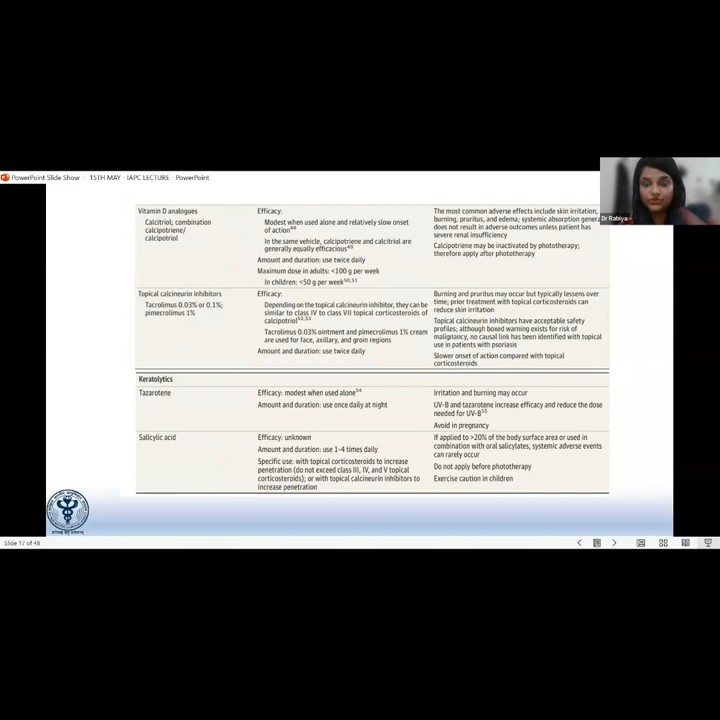 PowerPoint Slide Show - 15TH MAY - IAPC LECTURE - PowerPoint
Dr Rabiya
Vitamin D analogues
Calcitriol; combination
calcipotriene/
calcipotriol
Efficacy:
Modest when used alone and relatively slow onset
of action48
In the same vehicle, calcipotriene and calcitriol are
generally equally efficacious49
Amount and duration: use twice daily
Maximum dose in adults: <100 g per week
In children: <50 g per week50,51
The most common adverse effects include skin irritation,
burning, pruritus, and edema; systemic absorption genera
does not result in adverse outcomes unless patient has
severe renal insufficiency
Calcipotriene may be inactivated by phototherapy;
therefore apply after phototherapy
Topical calcineurin inhibitors
Tacrolimus 0.03% or 0.1%;
pimecrolimus 1%
Efficacy:
Depending on the topical calcineurin inhibitor, they can be
similar to class IV to class VII topical corticosteroids of
calcipotriol52,53
Tacrolimus 0.03% ointment and pimecrolimus 1% cream
are used for face, axillary, and groin regions
Amount and duration: use twice daily
Burning and pruritus may occur but typically lessens over
time; prior treatment with topical corticosteroids can
reduce skin irritation
Topical calcineurin inhibitors have acceptable safety
profiles; although boxed warning exists for risk of
malignancy, no causal link has been identified with topical
use in patients with psoriasis
Slower onset of action compared with topical
corticosteroids
Keratolytics
Tazarotene
Efficacy: modest when used alone54
Amount and duration: use once daily at night
Irritation and burning may occur
UV-B and tazarotene increase efficacy and reduce the dose
needed for UV-B55
Avoid in pregnancy
Salicylic acid
Efficacy: unknown
Amount and duration: use 1-4 times daily
Specific use: with topical corticosteroids to increase
penetration (do not exceed class III, IV, and V topical
corticosteroids); or with topical calcineurin inhibitors to
increase penetration
If applied to >20% of the body surface area or used in
combination with oral salicylates, systemic adverse events
can rarely occur
Do not apply before phototherapy
Exercise caution in children
Slide 17 of 46